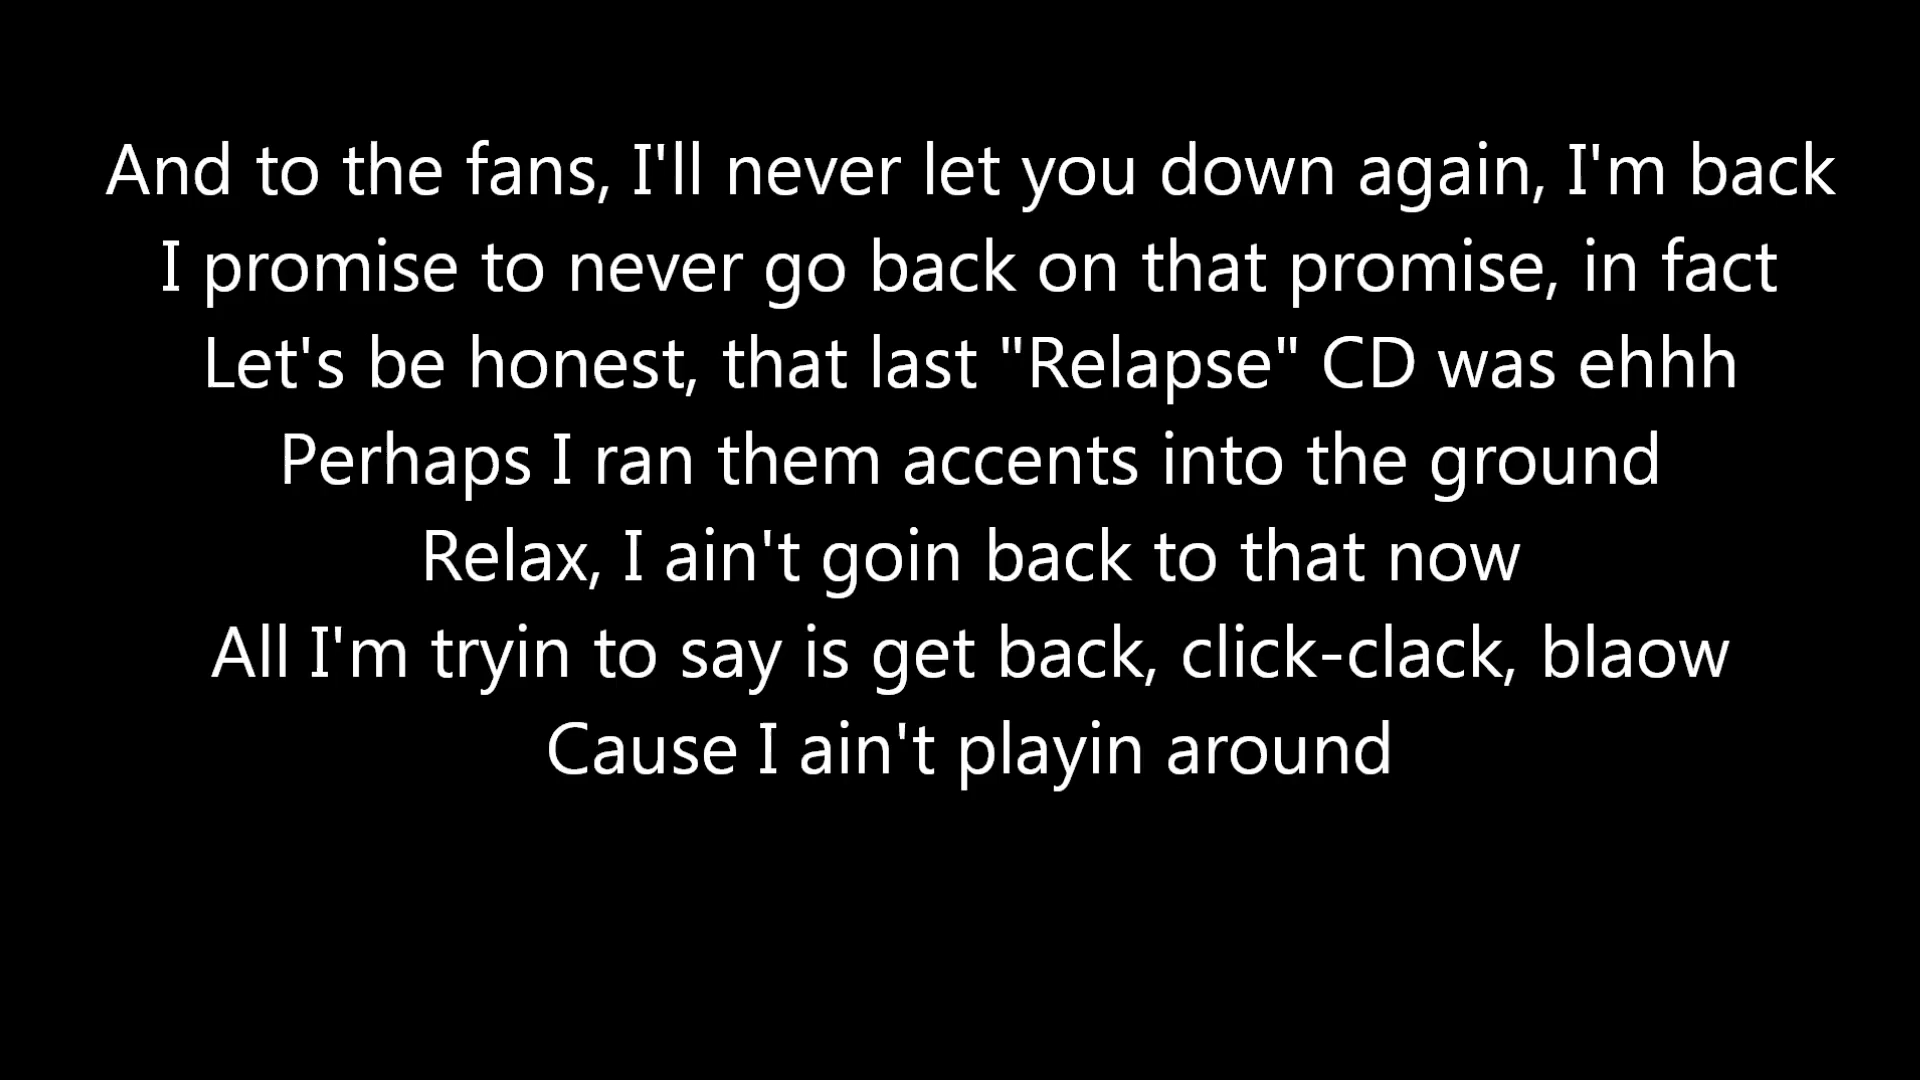 And to the fans, I'll never let you down again, I'm back
I promise to never go back on that promise, in fact
Let's be honest, that last "Relapse" CD was ehhh
Perhaps I ran them accents into the ground
Relax, I ain't goin back to that now
All I'm tryin to say is get back, click-clack, blaow
Cause I ain't playin around